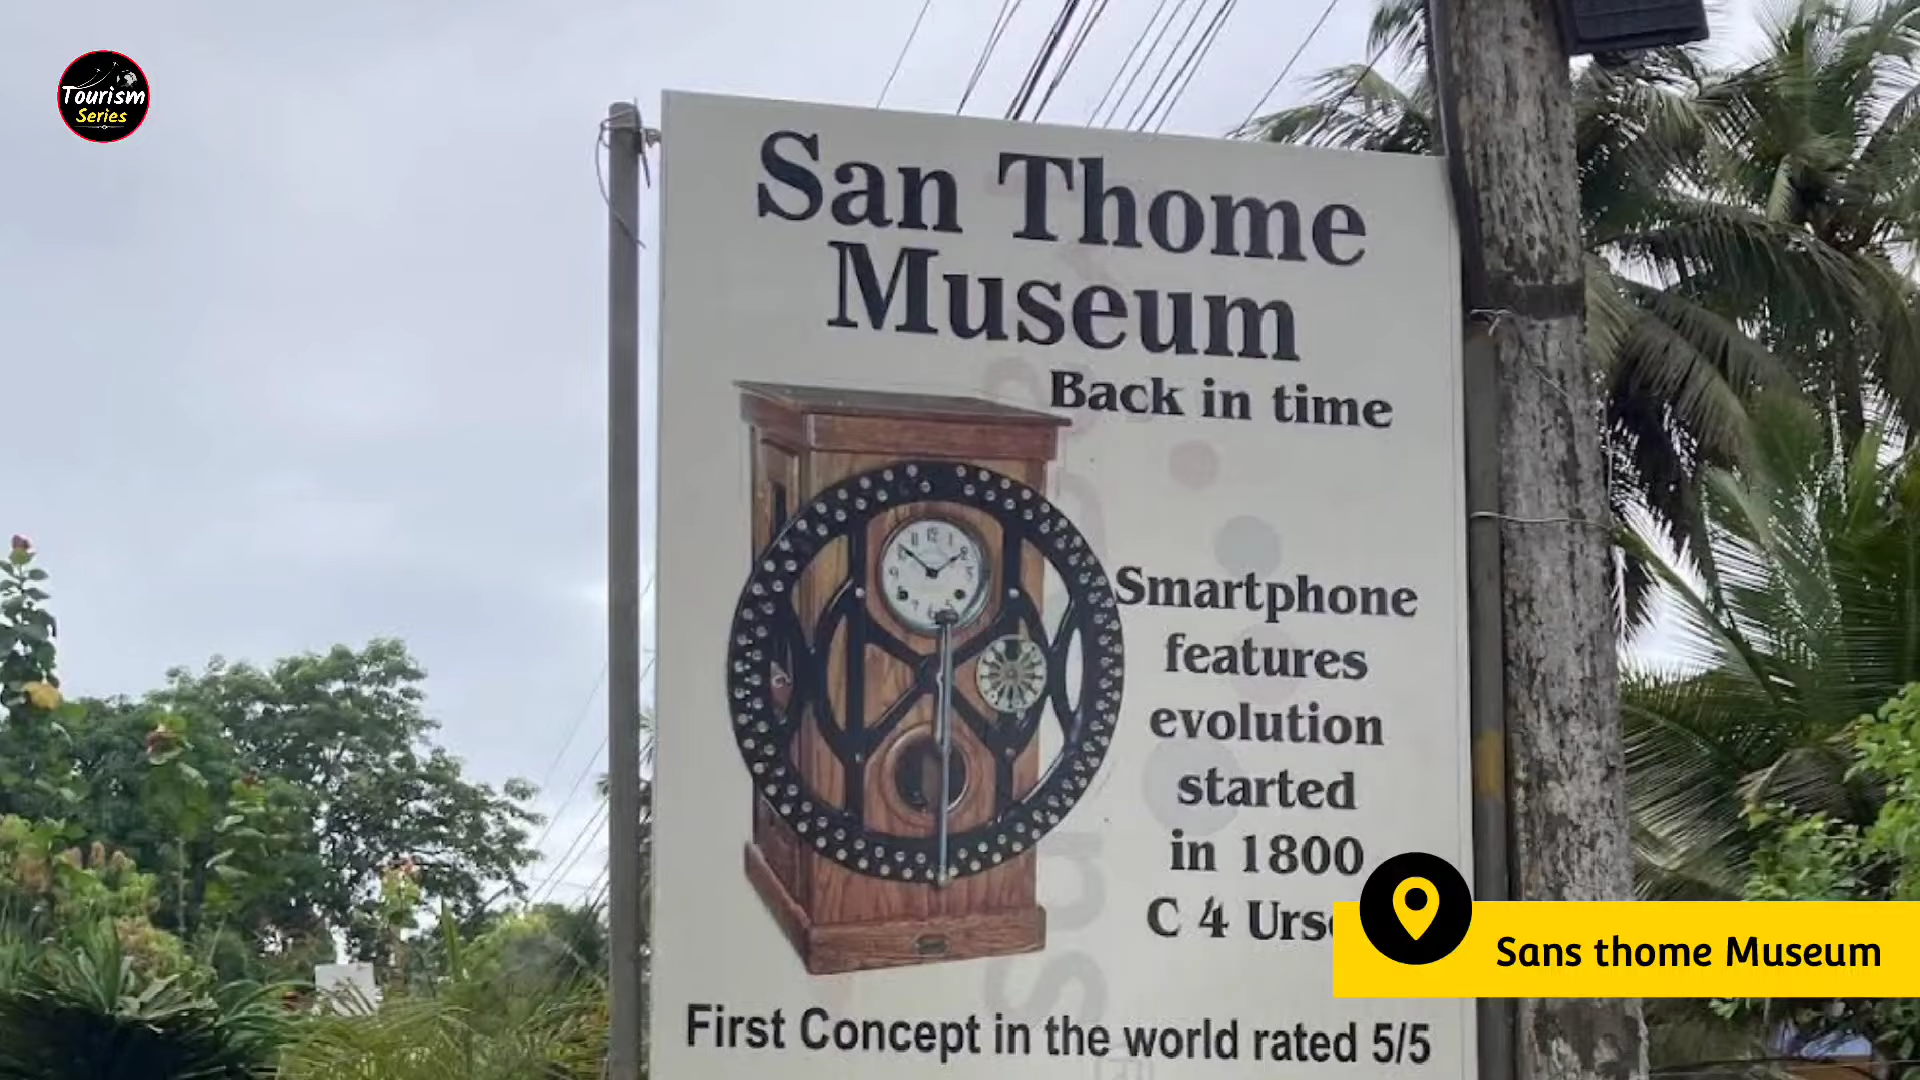 Tourism
Series
San Thome
Museum
Back in time
Smartphone
features
evolution
started
in 1800
C 4
First Concept in the world rated 5/5
Sans thome Museum